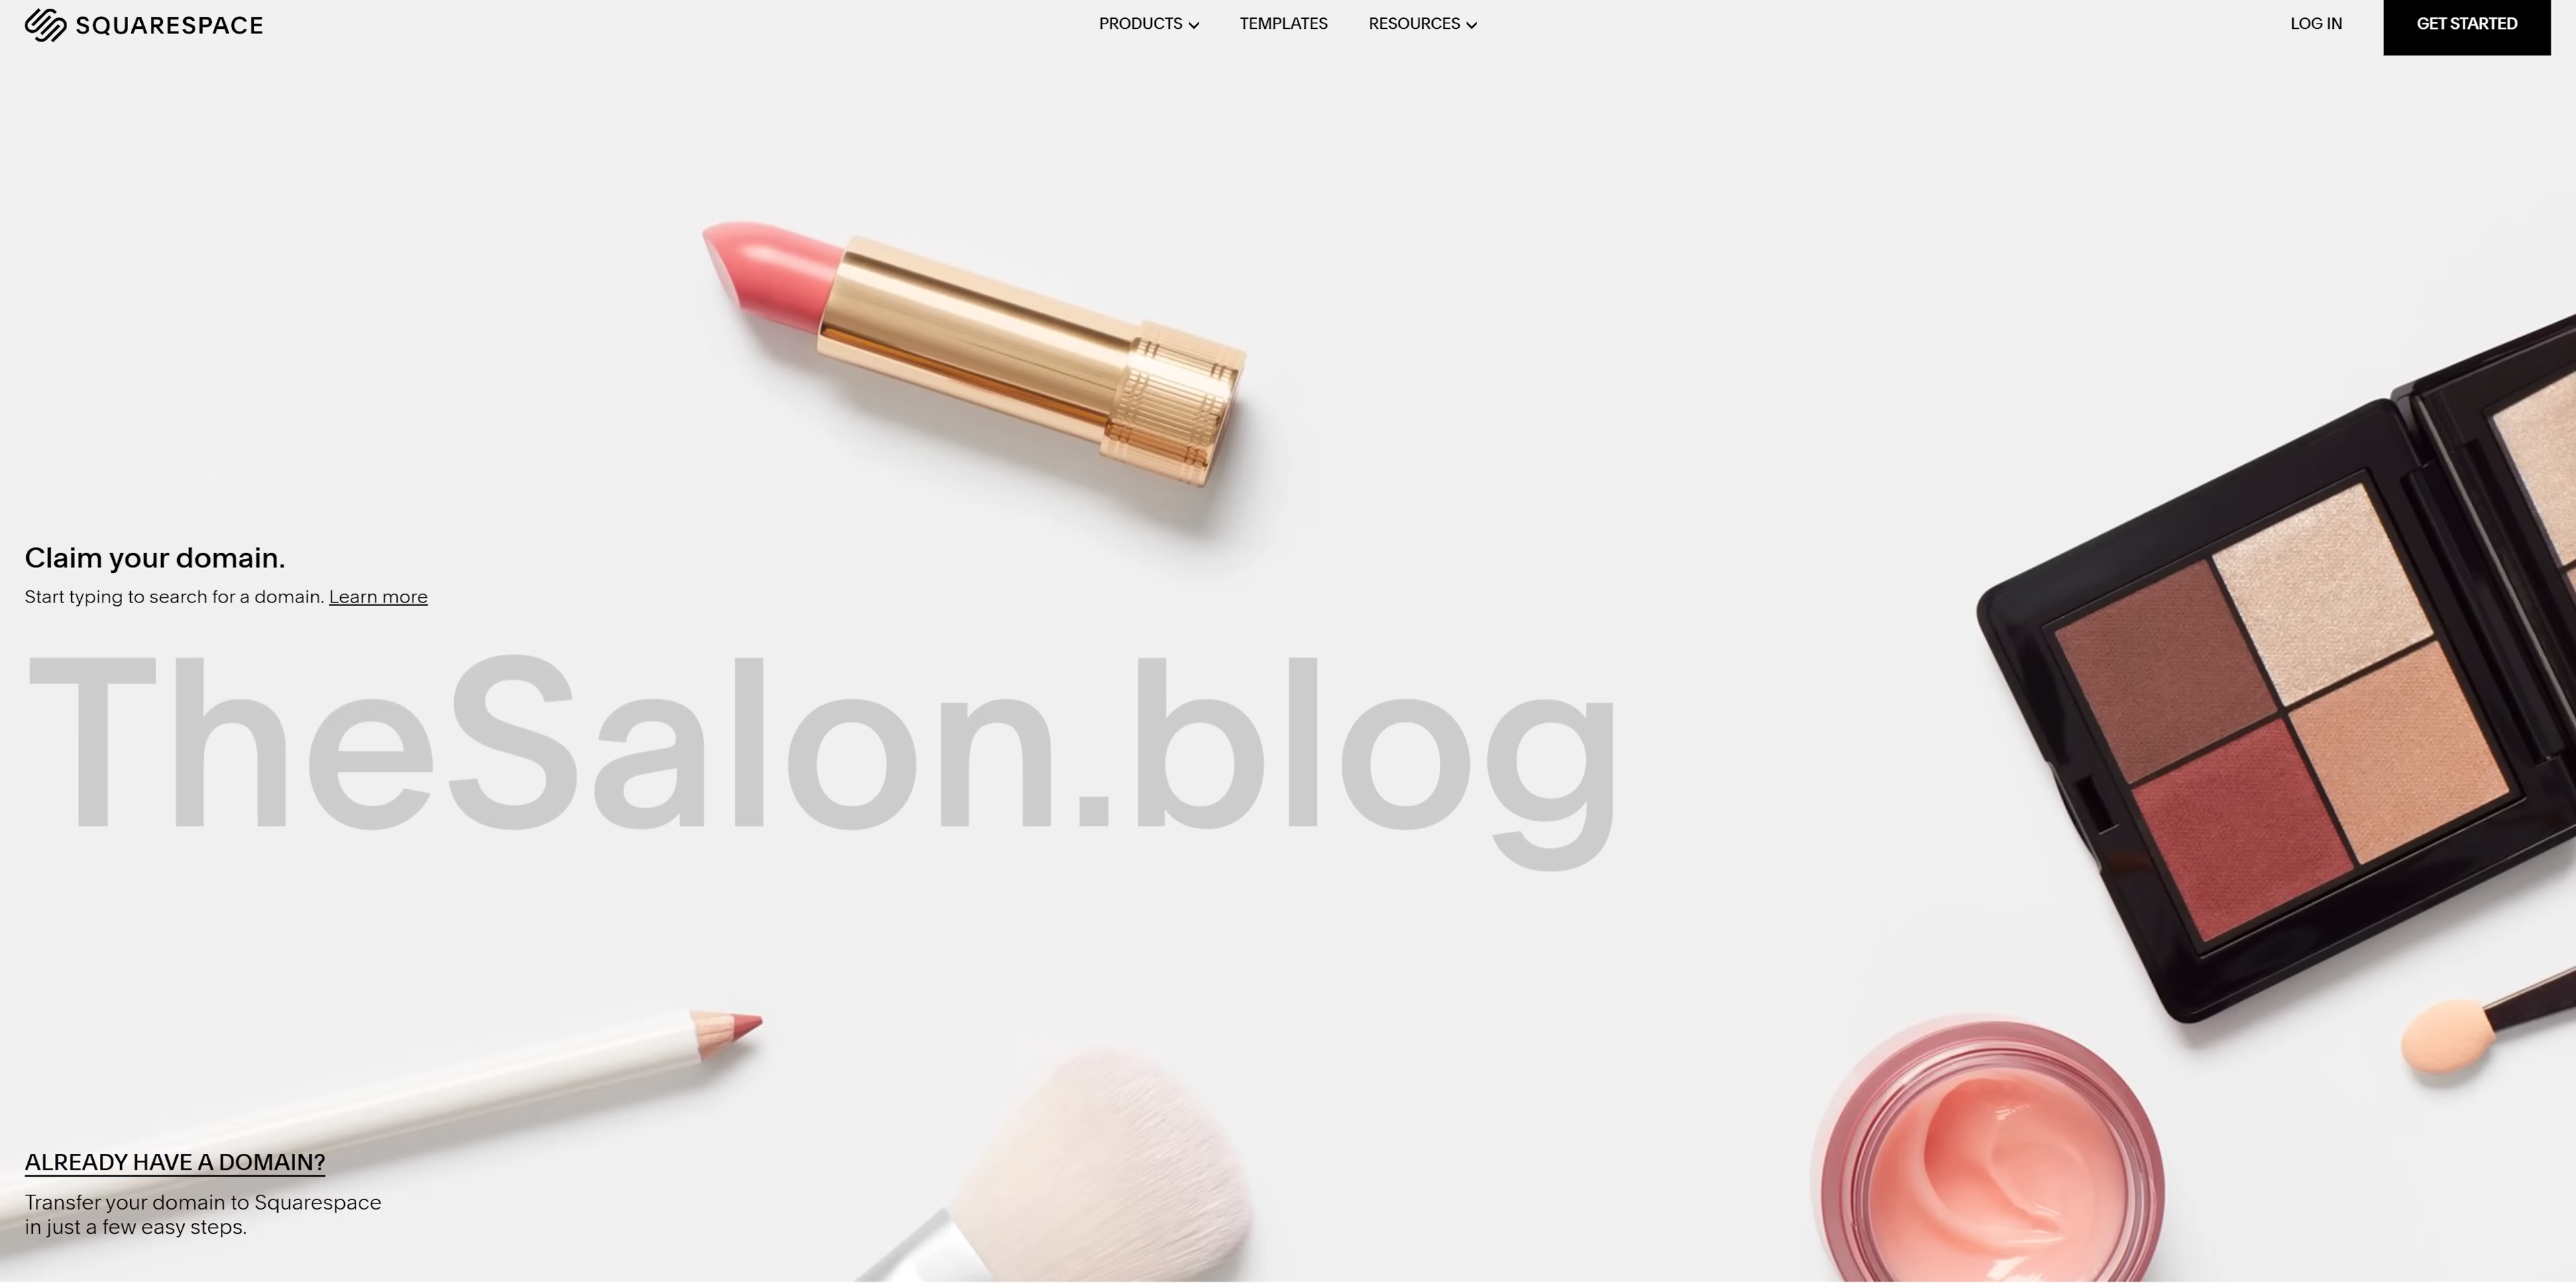 SQUARESPACE
PRODUCTS
TEMPLATES
RESOURCES
LOG IN
GET STARTED
Claim your domain.
Start typing to search for a domain. Learn more
TheSalon.blog
ALREADY HAVE A DOMAIN?
Transfer your domain to Squarespace
in just a few easy steps.